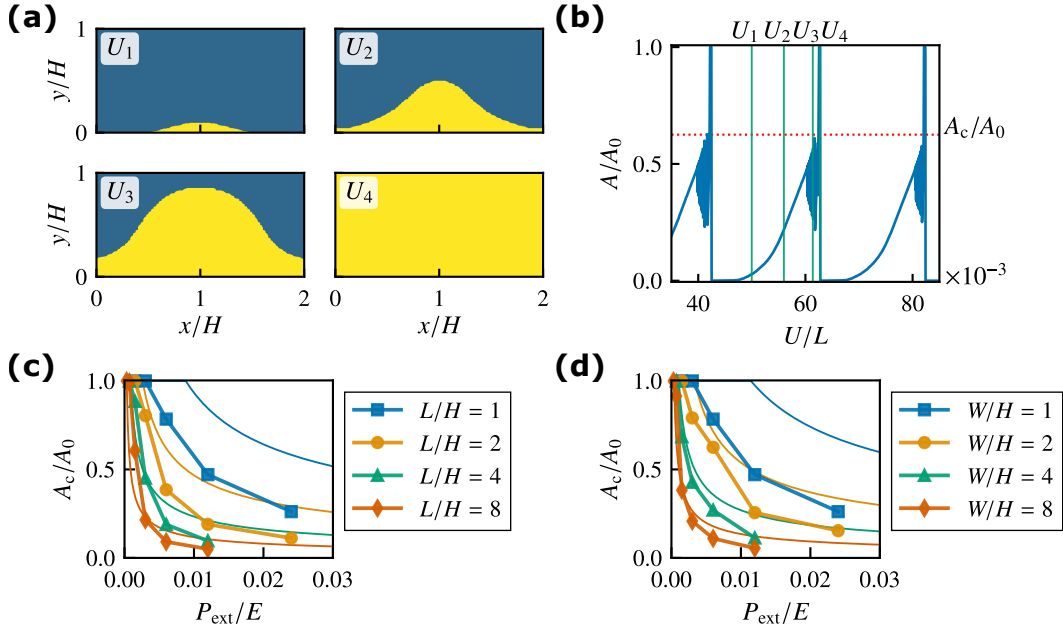 (a)
U1
U2
1
y/H
0
1
U3
U4
y/H
0
0
1
2
x/H
0
1
2
x/H
(b)
U1 U2 U3 U4
1.0
0.5
0.0
A/A0
Ac/A0
×10−3
40
60
80
U/L
(c)
1.0
0.5
0.0
Ac/A0
0.00
0.01
0.02
0.03
Pext/E
L/H = 1
L/H = 2
L/H = 4
L/H = 8
(d)
1.0
0.5
0.0
Ac/A0
0.00
0.01
0.02
0.03
Pext/E
W/H = 1
W/H = 2
W/H = 4
W/H = 8